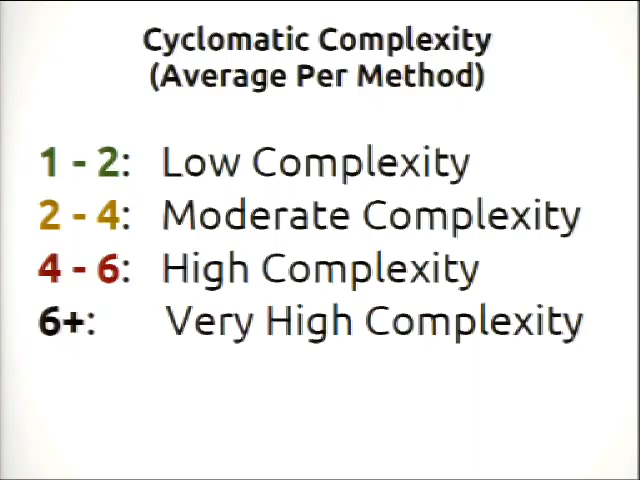 Cyclomatic Complexity
(Average Per Method)
1 - 2: Low Complexity
2 - 4: Moderate Complexity
4 - 6: High Complexity
6+: Very High Complexity